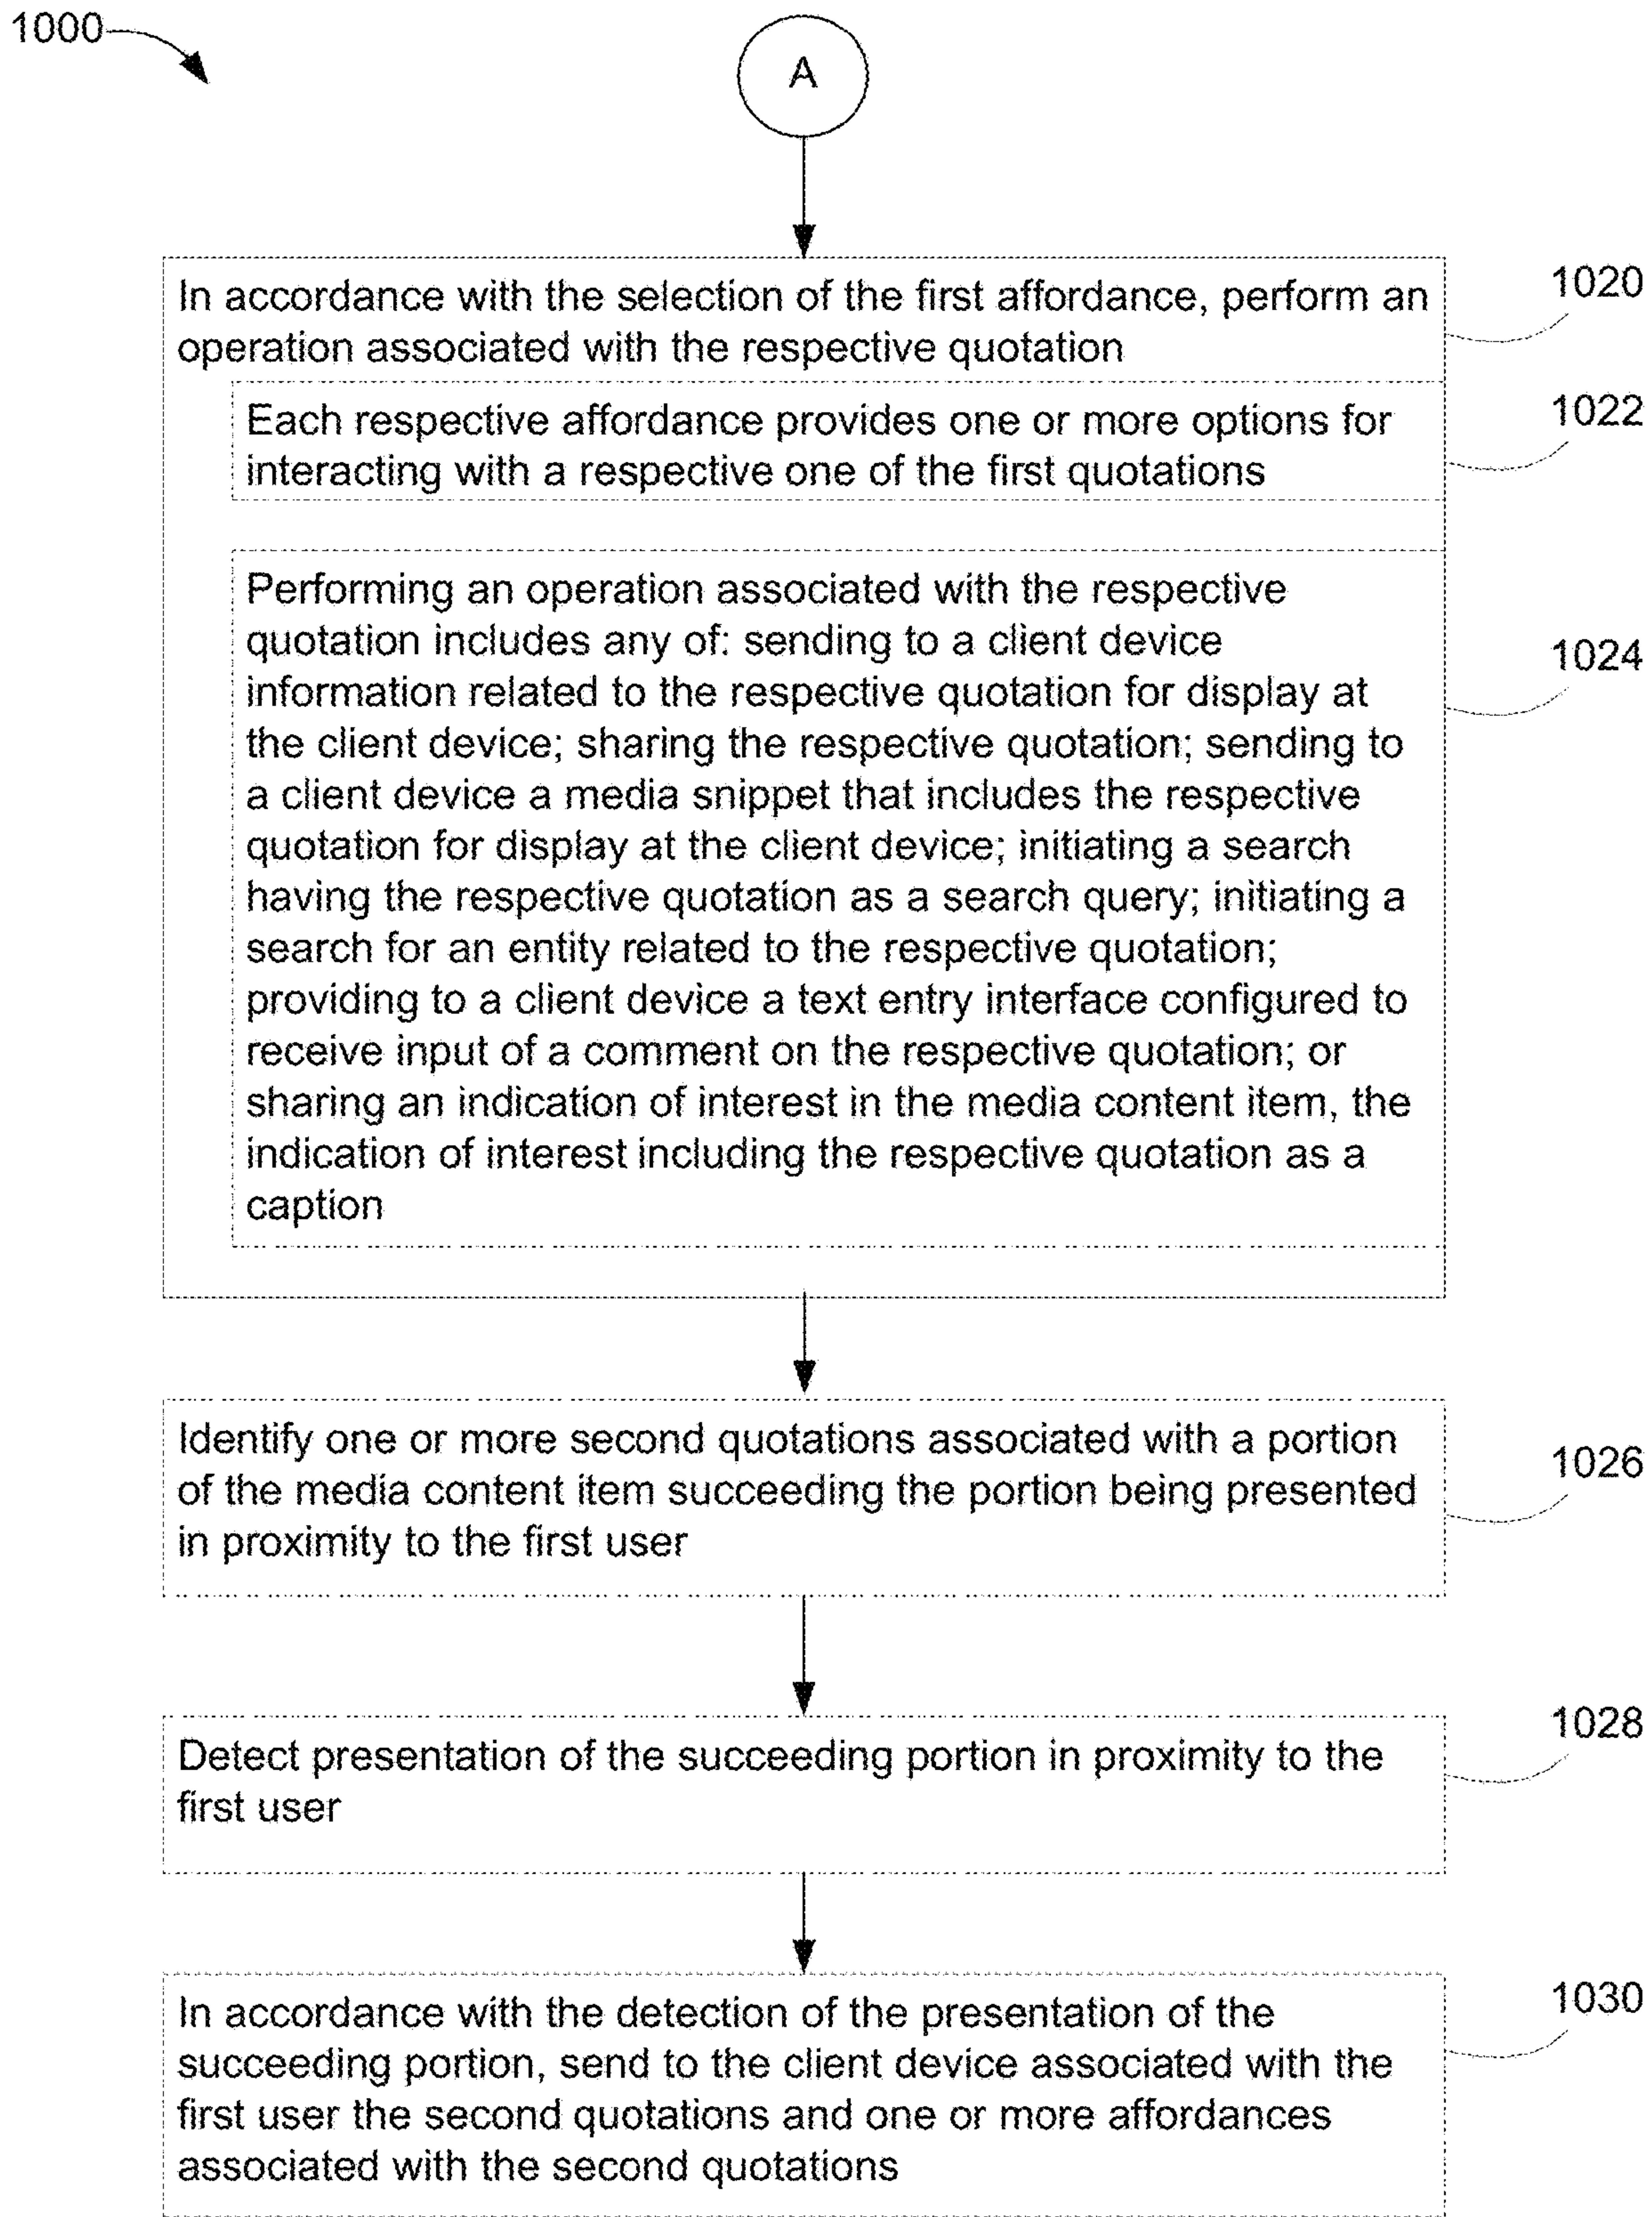 1000
A
In accordance with the selection of the first affordance, perform an
operation associated with the respective quotation
1020
Each respective affordance provides one or more options for
interacting with a respective one of the first quotations
1022
Performing an operation associated with the respective
quotation includes any of: sending to a client device
information related to the respective quotation for display at
the client device; sharing the respective quotation; sending to
a client device a media snippet that includes the respective
quotation for display at the client device; initiating a search
having the respective quotation as a search query; initiating a
search for an entity related to the respective quotation;
providing to a client device a text entry interface configured to
receive input of a comment on the respective quotation; or
sharing an indication of interest in the media content item, the
indication of interest including the respective quotation as a
caption
1024
Identify one or more second quotations associated with a portion
of the media content item succeeding the portion being presented
in proximity to the first user
1026
Detect presentation of the succeeding portion in proximity to the
first user
1028
In accordance with the detection of the presentation of the
succeeding portion, send to the client device associated with the
first user the second quotations and one or more affordances
associated with the second quotations
1030